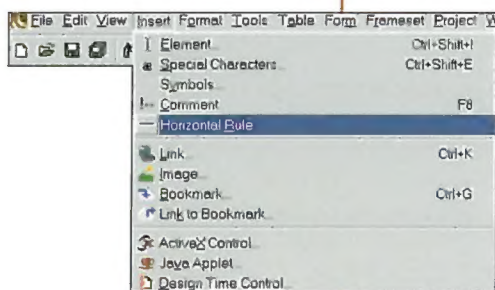 File Edit View Insert Format Tools Table Form Frameset Project
Element... Ctrl+Shift+I
Special Characters... Ctrl+Shift+E
Symbols...
Comment F8
Horizontal Rule
Link... Ctrl+K
Image...
Bookmark... Ctrl+G
Link to Bookmark...
ActiveX Control...
Java Applet...
Design Time Control...